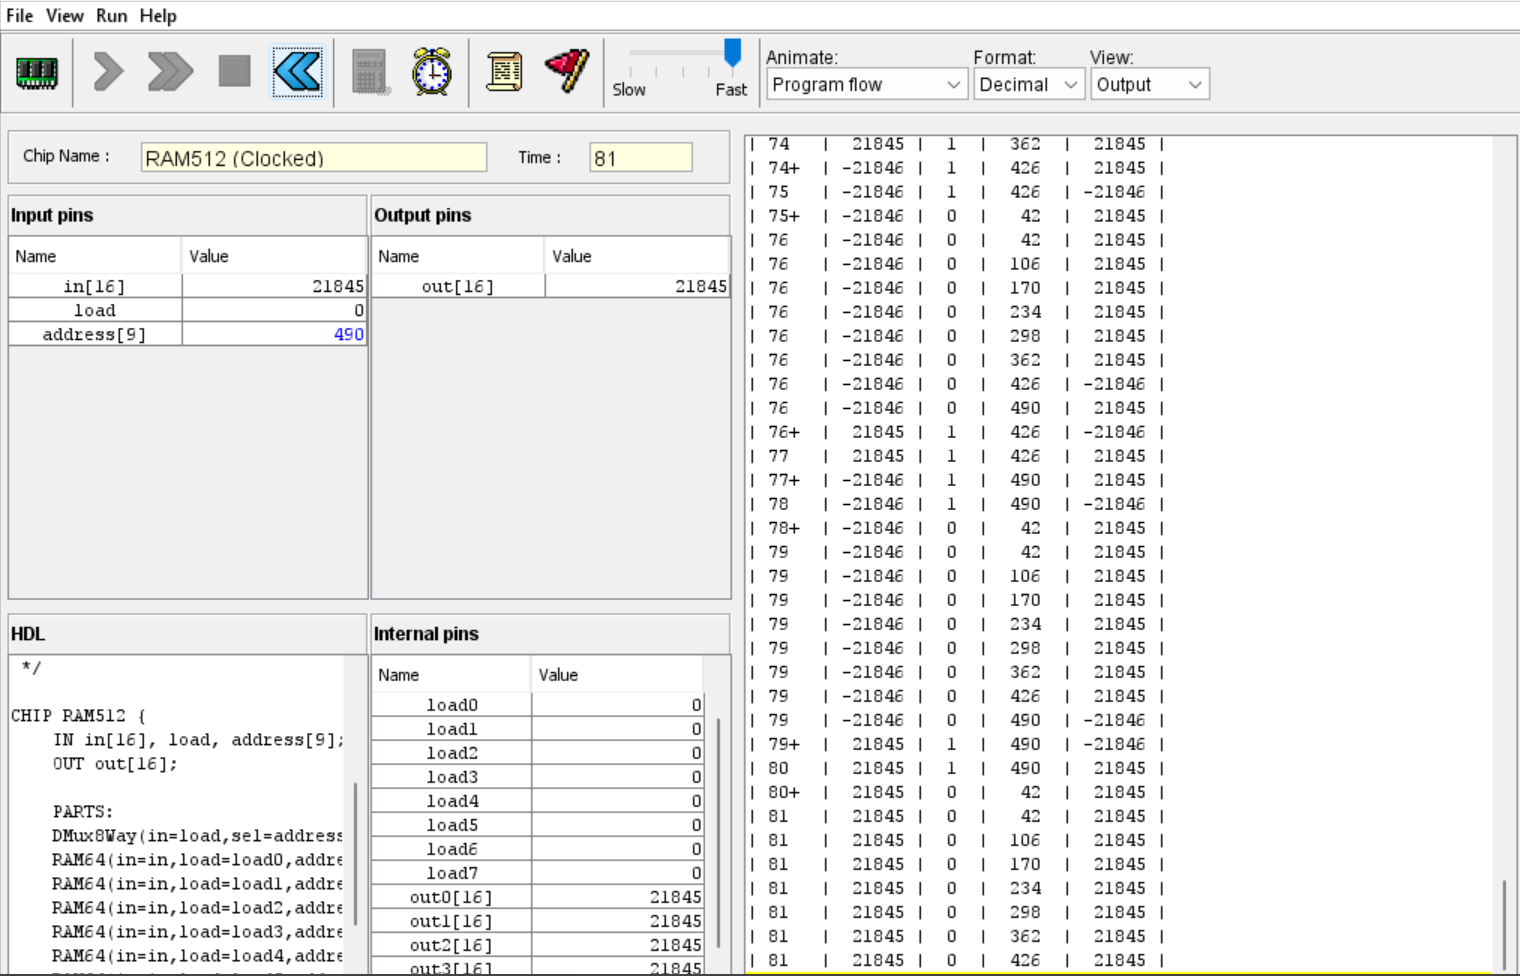 File View Run Help
Animate: Format: View:
Slow Fast Program flow Decimal Output
Chip Name : RAM512 (Clocked) Time : 81
Input pins
Name Value
in[16] 21845
load 0
address[9] 490
Output pins
Name Value
out[16] 21845
HDL
*/
CHIP RAM512 {
IN in[16], load, address[9];
OUT out[16];
PARTS:
DMux8Way(in=load,sel=address
RAM64(in=in,load=load0,addre
RAM64(in=in,load=load1,addre
RAM64(in=in,load=load2,addre
RAM64(in=in,load=load3,addre
RAM64(in=in,load=load4,addre
Internal pins
Name Value
load0 0
load1 0
load2 0
load3 0
load4 0
load5 0
load6 0
load7 0
out0[16] 21845
out1[16] 21845
out2[16] 21845
out3[16] 21845
| 74 | 21845 | 1 | 362 | 21845 |
| 74+ | -21846 | 1 | 426 | 21845 |
| 75 | -21846 | 1 | 426 | -21846 |
| 75+ | -21846 | 0 | 42 | 21845 |
| 76 | -21846 | 0 | 42 | 21845 |
| 76 | -21846 | 0 | 106 | 21845 |
| 76 | -21846 | 0 | 170 | 21845 |
| 76 | -21846 | 0 | 234 | 21845 |
| 76 | -21846 | 0 | 298 | 21845 |
| 76 | -21846 | 0 | 362 | 21845 |
| 76 | -21846 | 0 | 426 | -21846 |
| 76 | -21846 | 0 | 490 | 21845 |
| 76+ | 21845 | 1 | 426 | -21846 |
| 77 | 21845 | 1 | 426 | 21845 |
| 77+ | -21846 | 1 | 490 | 21845 |
| 78 | -21846 | 1 | 490 | -21846 |
| 78+ | -21846 | 0 | 42 | 21845 |
| 79 | -21846 | 0 | 42 | 21845 |
| 79 | -21846 | 0 | 106 | 21845 |
| 79 | -21846 | 0 | 170 | 21845 |
| 79 | -21846 | 0 | 234 | 21845 |
| 79 | -21846 | 0 | 298 | 21845 |
| 79 | -21846 | 0 | 362 | 21845 |
| 79 | -21846 | 0 | 426 | 21845 |
| 79 | -21846 | 0 | 490 | -21846 |
| 79+ | 21845 | 1 | 490 | -21846 |
| 80 | 21845 | 1 | 490 | 21845 |
| 80+ | 21845 | 0 | 42 | 21845 |
| 81 | 21845 | 0 | 42 | 21845 |
| 81 | 21845 | 0 | 106 | 21845 |
| 81 | 21845 | 0 | 170 | 21845 |
| 81 | 21845 | 0 | 234 | 21845 |
| 81 | 21845 | 0 | 298 | 21845 |
| 81 | 21845 | 0 | 362 | 21845 |
| 81 | 21845 | 0 | 426 | 21845 |